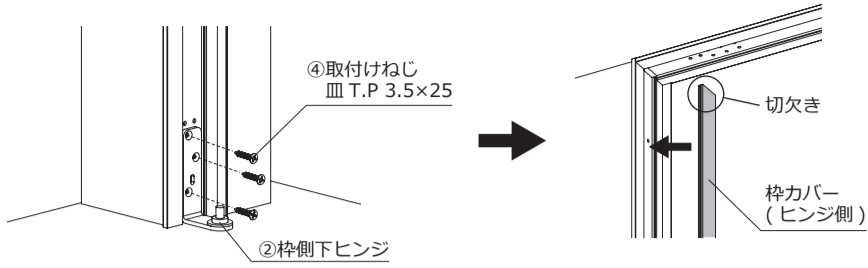 ④取付けねじ
皿 T.P 3.5×25
②枠側下ヒンジ
切欠き
枠カバー
( ヒンジ側 )